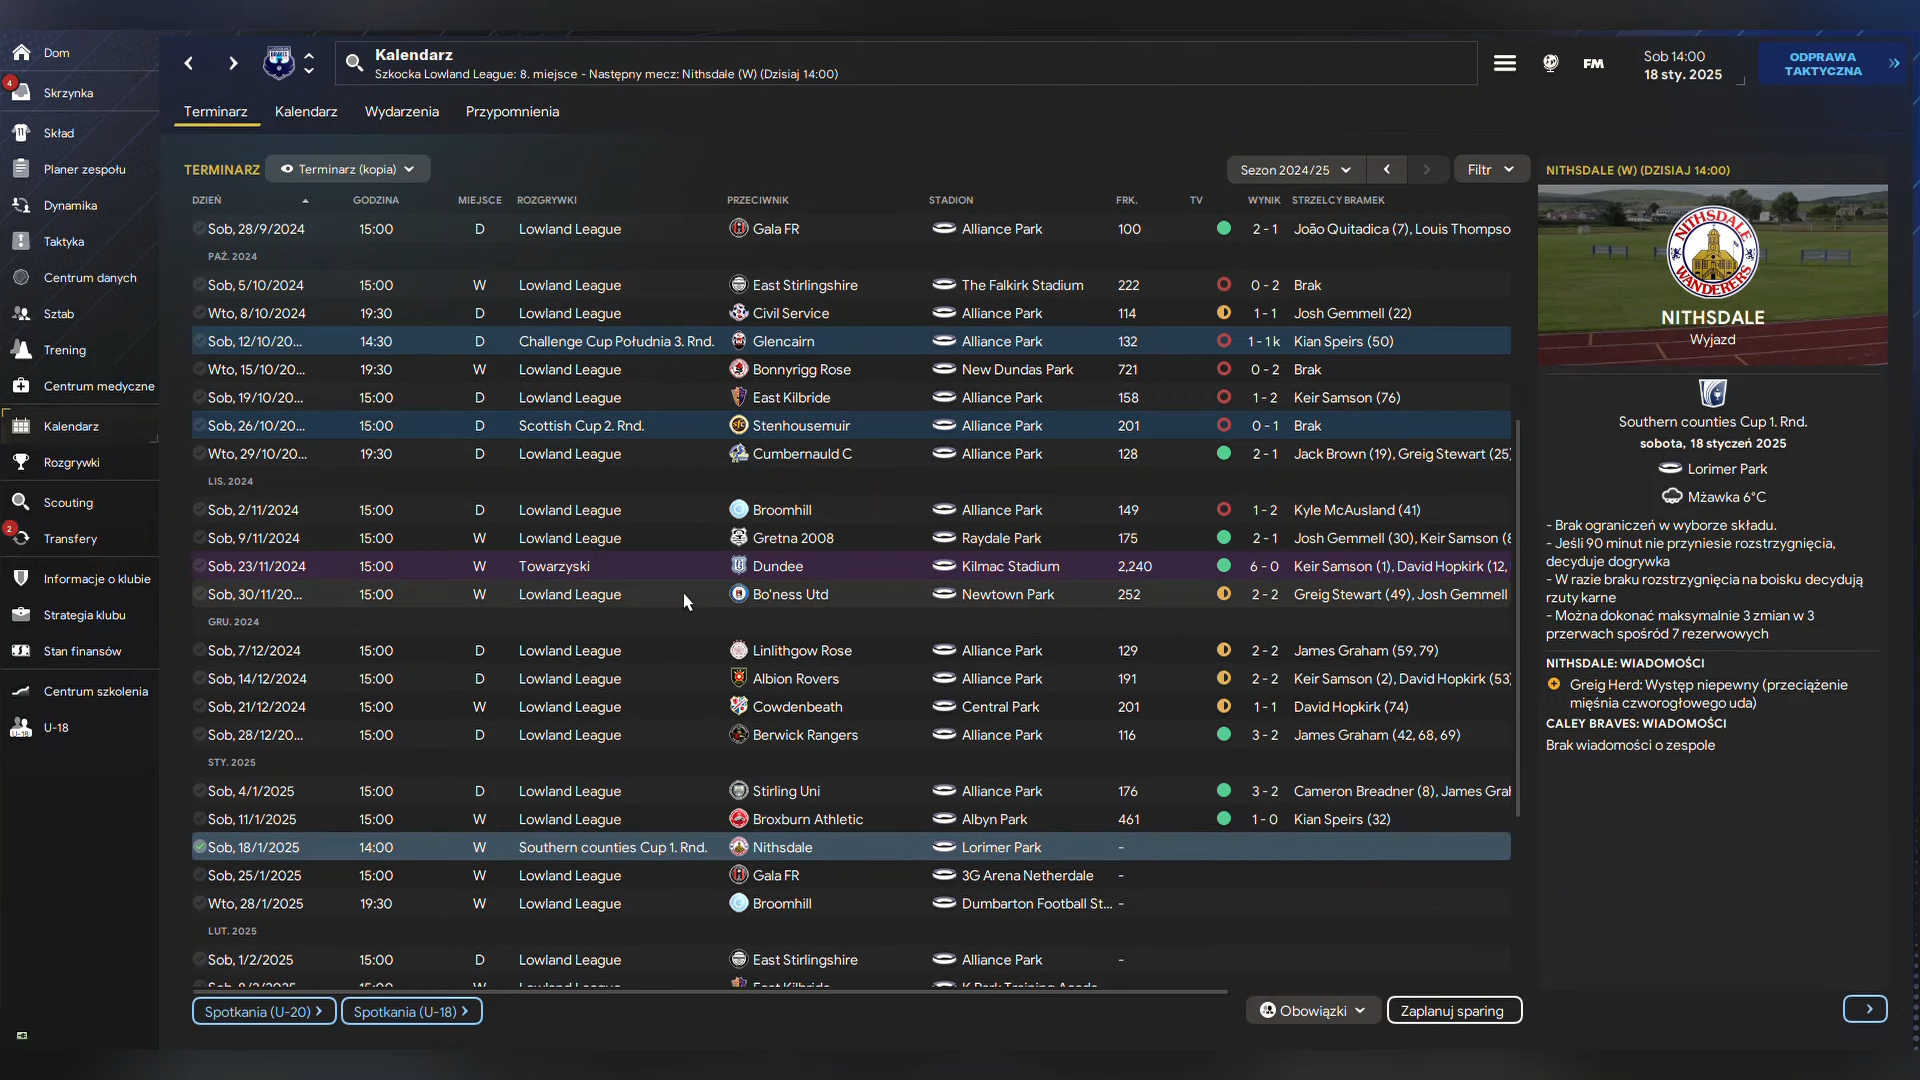 Dom
4
Skrzynka
Skład
Planer zespołu
Dynamika
Taktyka
Centrum danych
Sztab
Trening
Centrum medyczne
Kalendarz
Rozgrywki
Scouting
2
Transfery
Informacje o klubie
Strategia klubu
Stan finansów
Centrum szkolenia
U-18
U-18
Kalendarz
Szkocka Lowland League: 8. miejsce - Następny mecz: Nithsdale (W) (Dzisiaj 14:00)
FM
Sob 14:00
18 sty. 2025
ODPRAWA
TAKTYCZNA
Terminarz Kalendarz Wydarzenia Przypomnienia
TERMINARZ Terminarz (kopia) Sezon 2024/25 Filtr
DZIEŃ GODZINA MIEJSCE ROZGRYWKI PRZECIWNIK STADION FRK. TV WYNIK STRZELCY BRAMEK
Sob, 28/9/2024 15:00 D Lowland League Gala FR Alliance Park 100 2 - 1 João Quitadica (7), Louis Thompso
PAŹ. 2024
Sob, 5/10/2024 15:00 W Lowland League East Stirlingshire The Falkirk Stadium 222 0 - 2 Brak
Wto, 8/10/2024 19:30 D Lowland League Civil Service Alliance Park 114 1 - 1 Josh Gemmell (22)
Sob, 12/10/20... 14:30 D Challenge Cup Południa 3. Rnd. Glencairn Alliance Park 132 1 - 1 k Kian Speirs (50)
Wto, 15/10/20... 19:30 W Lowland League Bonnyrigg Rose New Dundas Park 721 0 - 2 Brak
Sob, 19/10/20... 15:00 D Lowland League East Kilbride Alliance Park 158 1 - 2 Keir Samson (76)
Sob, 26/10/20... 15:00 D Scottish Cup 2. Rnd. Stenhousemuir Alliance Park 201 0 - 1 Brak
Wto, 29/10/20... 19:30 D Lowland League Cumbernauld C Alliance Park 128 2 - 1 Jack Brown (19), Greig Stewart (25)
LIS. 2024
Sob, 2/11/2024 15:00 D Lowland League Broomhill Alliance Park 149 1 - 2 Kyle McAusland (41)
Sob, 9/11/2024 15:00 W Lowland League Gretna 2008 Raydale Park 175 2 - 1 Josh Gemmell (30), Keir Samson (8
Sob, 23/11/2024 15:00 W Towarzyski Dundee Kilmac Stadium 2,240 6 - 0 Keir Samson (1), David Hopkirk (12,
Sob, 30/11/20... 15:00 W Lowland League Bo'ness Utd Newtown Park 252 2 - 2 Greig Stewart (49), Josh Gemmell
GRU. 2024
Sob, 7/12/2024 15:00 D Lowland League Linlithgow Rose Alliance Park 129 2 - 2 James Graham (59, 79)
Sob, 14/12/2024 15:00 D Lowland League Albion Rovers Alliance Park 191 2 - 2 Keir Samson (2), David Hopkirk (53)
Sob, 21/12/2024 15:00 W Lowland League Cowdenbeath Central Park 201 1 - 1 David Hopkirk (74)
Sob, 28/12/20... 15:00 D Lowland League Berwick Rangers Alliance Park 116 3 - 2 James Graham (42, 68, 69)
STY. 2025
Sob, 4/1/2025 15:00 D Lowland League Stirling Uni Alliance Park 176 3 - 2 Cameron Breadner (8), James Grah
Sob, 11/1/2025 15:00 W Lowland League Broxburn Athletic Albyn Park 461 1 - 0 Kian Speirs (32)
Sob, 18/1/2025 14:00 W Southern counties Cup 1. Rnd. Nithsdale Lorimer Park -
Sob, 25/1/2025 15:00 W Lowland League Gala FR 3G Arena Netherdale -
Wto, 28/1/2025 19:30 W Lowland League Broomhill Dumbarton Football St... -
LUT. 2025
Sob, 1/2/2025 15:00 D Lowland League East Stirlingshire Alliance Park -
Spotkania (U-20) Spotkania (U-18) Obowiązki Zaplanuj sparing
NITHSDALE (W) (DZISIAJ 14:00)
NITHSDALE
WANDERERS
NITHSDALE
Wyjazd
Southern counties Cup 1. Rnd.
sobota, 18 styczeń 2025
Lorimer Park
Mżawka 6°C
- Brak ograniczeń w wyborze składu.
- Jeśli 90 minut nie przyniesie rozstrzygnięcia,
decyduje dogrywka
- W razie braku rozstrzygnięcia na boisku decydują
rzuty karne
- Można dokonać maksymalnie 3 zmian w 3
przerwach spośród 7 rezerwowych
NITHSDALE: WIADOMOŚCI
Greig Herd: Występ niepewny (przeciążenie
mięśnia czworogłowego uda)
CALEY BRAVES: WIADOMOŚCI
Brak wiadomości o zespole